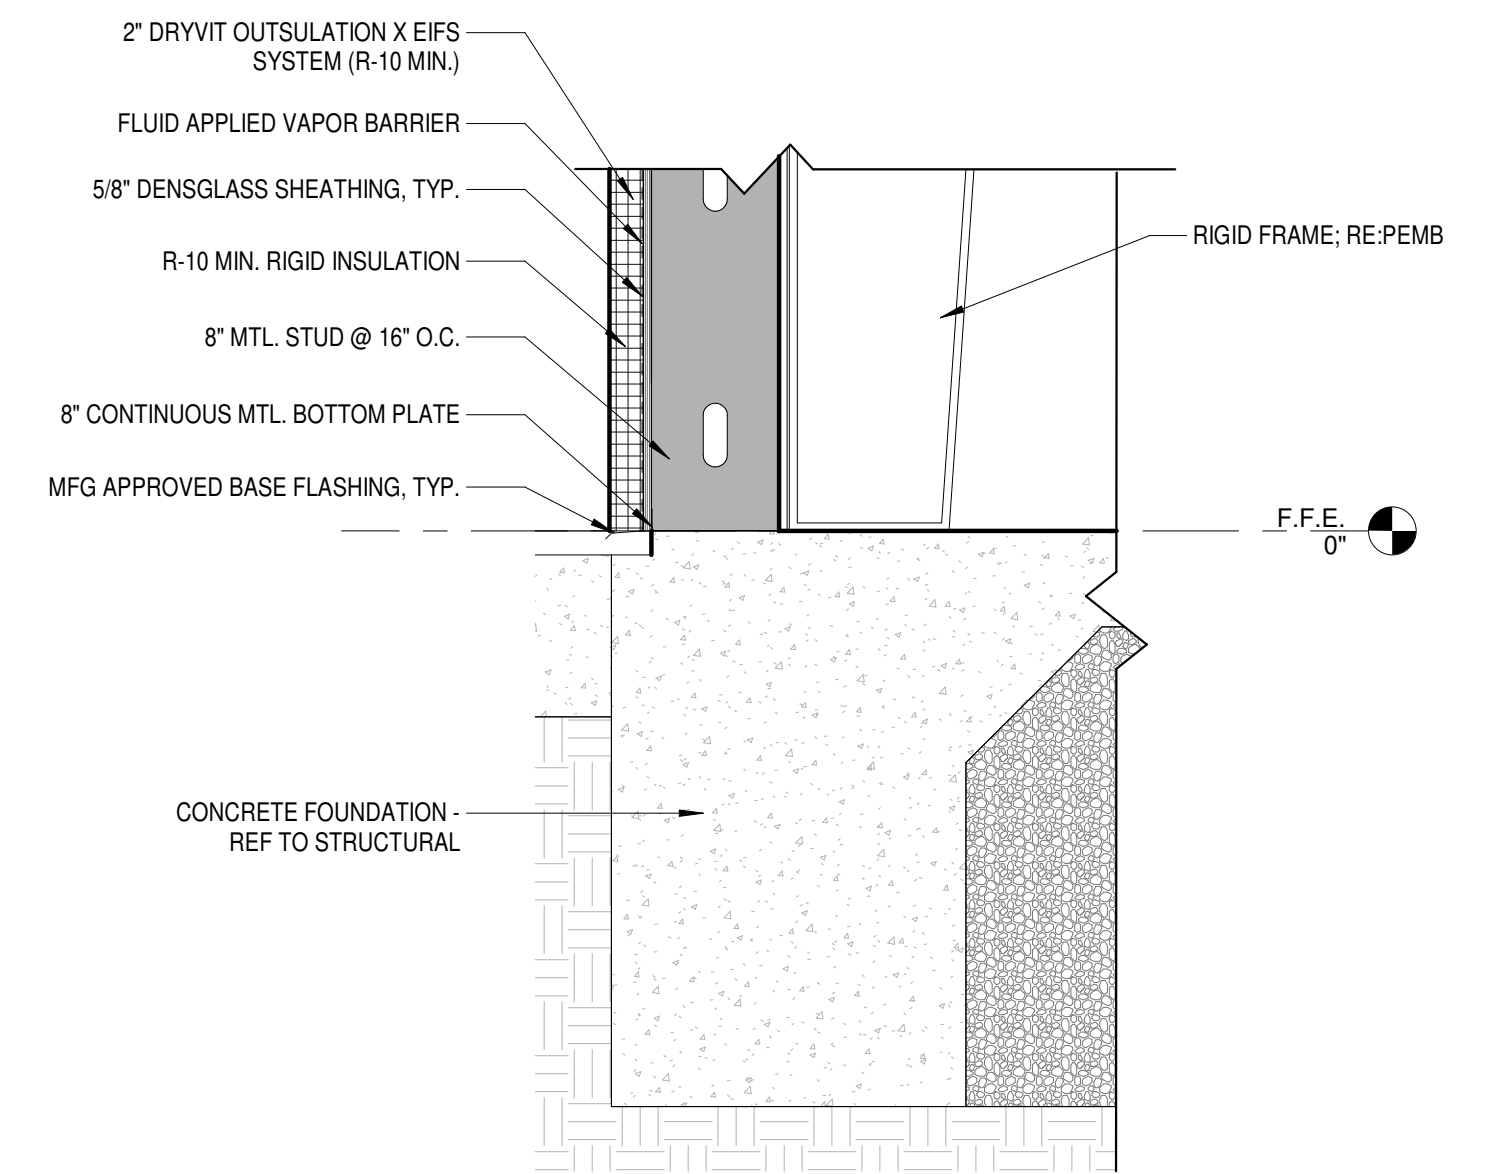 2" DRYVIT OUTSULATION X EIFS
SYSTEM (R-10 MIN.)
FLUID APPLIED VAPOR BARRIER
5/8" DENSGLASS SHEATHING, TYP.
R-10 MIN. RIGID INSULATION
8" MTL. STUD @ 16" O.C.
8" CONTINUOUS MTL. BOTTOM PLATE
MFG APPROVED BASE FLASHING, TYP.
RIGID FRAME; RE:PEMB
F.F.E.
0"
CONCRETE FOUNDATION -
REF TO STRUCTURAL